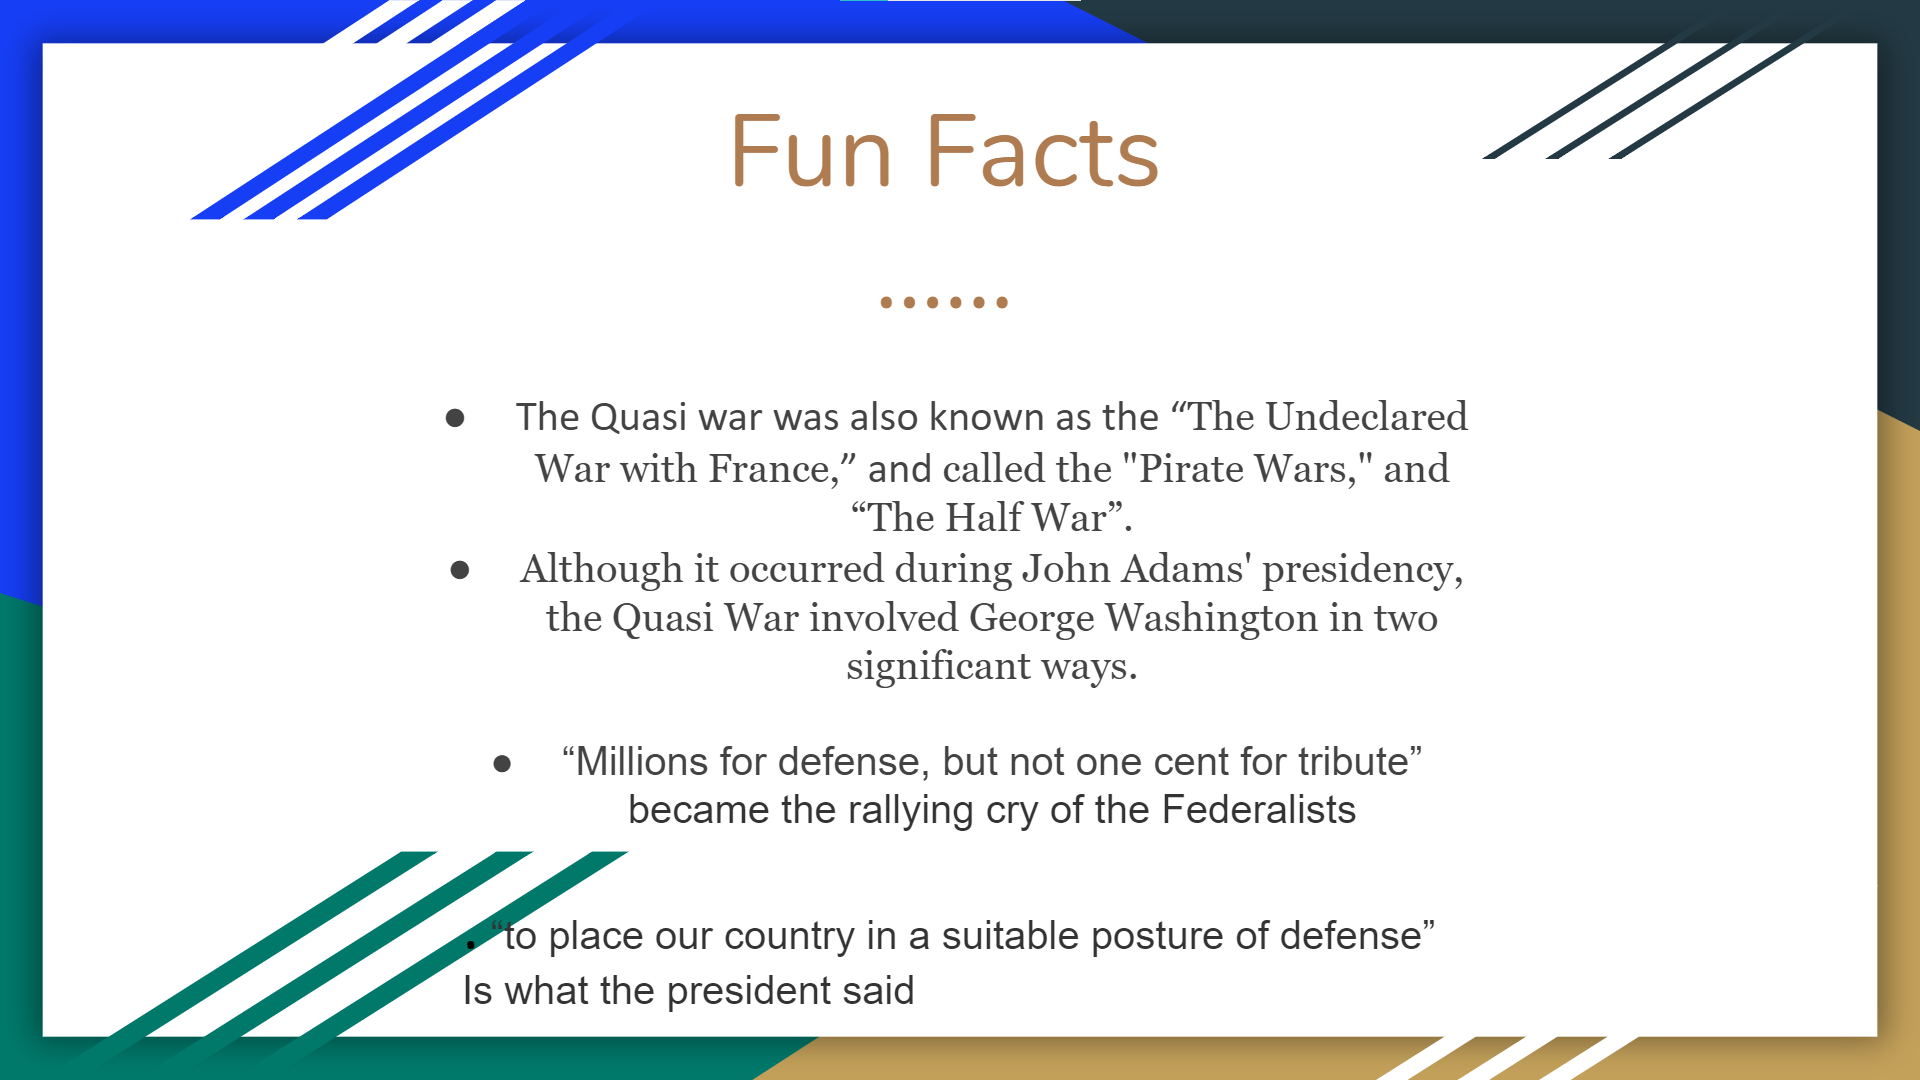 Fun Facts
● The Quasi war was also known as the “The Undeclared
War with France,” and called the "Pirate Wars," and
“The Half War”.
● Although it occurred during John Adams' presidency,
the Quasi War involved George Washington in two
significant ways.
● “Millions for defense, but not one cent for tribute”
became the rallying cry of the Federalists
. “to place our country in a suitable posture of defense”
Is what the president said